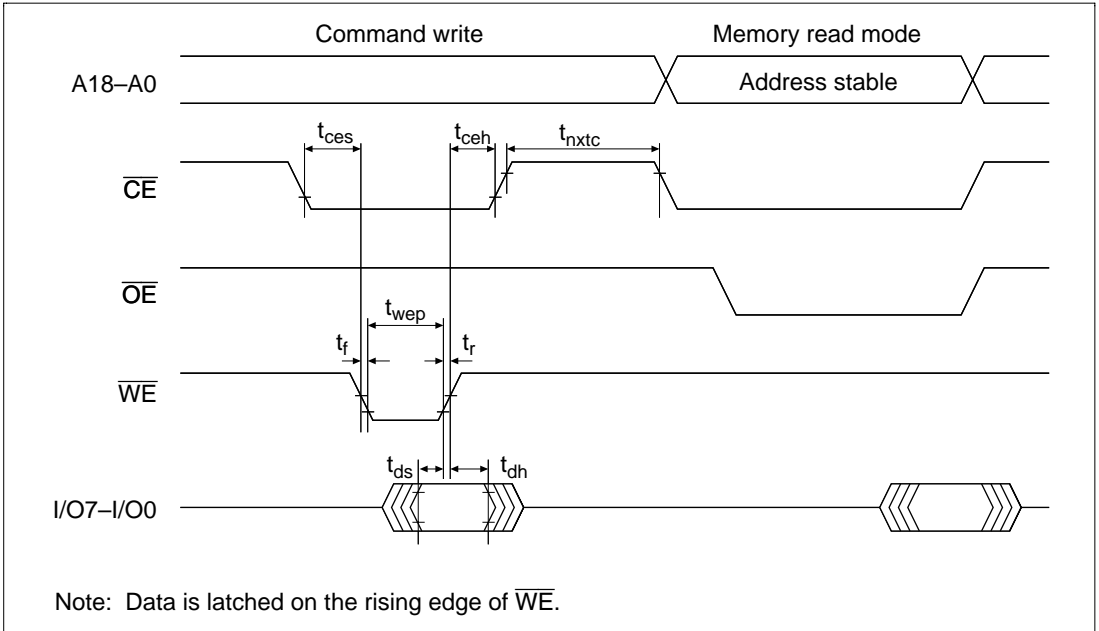 Command write Memory read mode
A18–A0 Address stable
tces tceh tnxtc
CE
OE
twep
tf tr
WE
tds tdh
I/O7–I/O0
Note: Data is latched on the rising edge of WE.